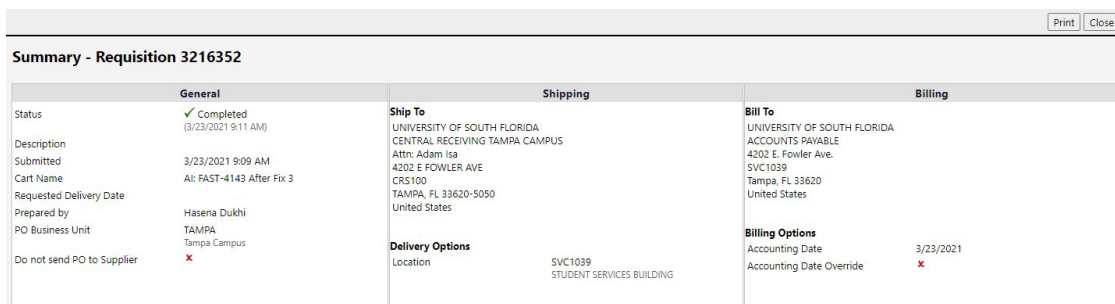 Print Close
Summary - Requisition 3216352
General
Status ✓ Completed
(3/23/2021 9:11 AM)
Description
Submitted 3/23/2021 9:09 AM
Cart Name AI: FAST-4143 After Fix 3
Requested Delivery Date
Prepared by Hasena Dukhi
PO Business Unit TAMPA
Tampa Campus
Do not send PO to Supplier x
Shipping
Ship To
UNIVERSITY OF SOUTH FLORIDA
CENTRAL RECEIVING TAMPA CAMPUS
Attn: Adam Isa
4202 E FOWLER AVE
CRS100
TAMPA, FL 33620-5050
United States
Delivery Options
Location SVC1039
STUDENT SERVICES BUILDING
Billing
Bill To
UNIVERSITY OF SOUTH FLORIDA
ACCOUNTS PAYABLE
4202 E. Fowler Ave.
SVC1039
Tampa, FL 33620
United States
Billing Options
Accounting Date 3/23/2021
Accounting Date Override x